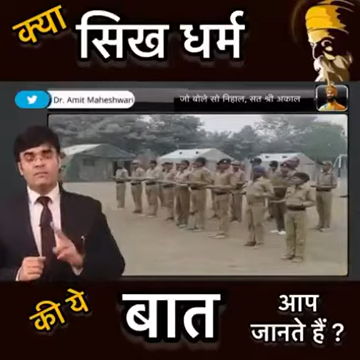 क्या सिख धर्म
Dr. Amit Maheshwari
जो बोले सो निहाल, सत श्री अकाल
की ये बात आप
जानते हैं ?